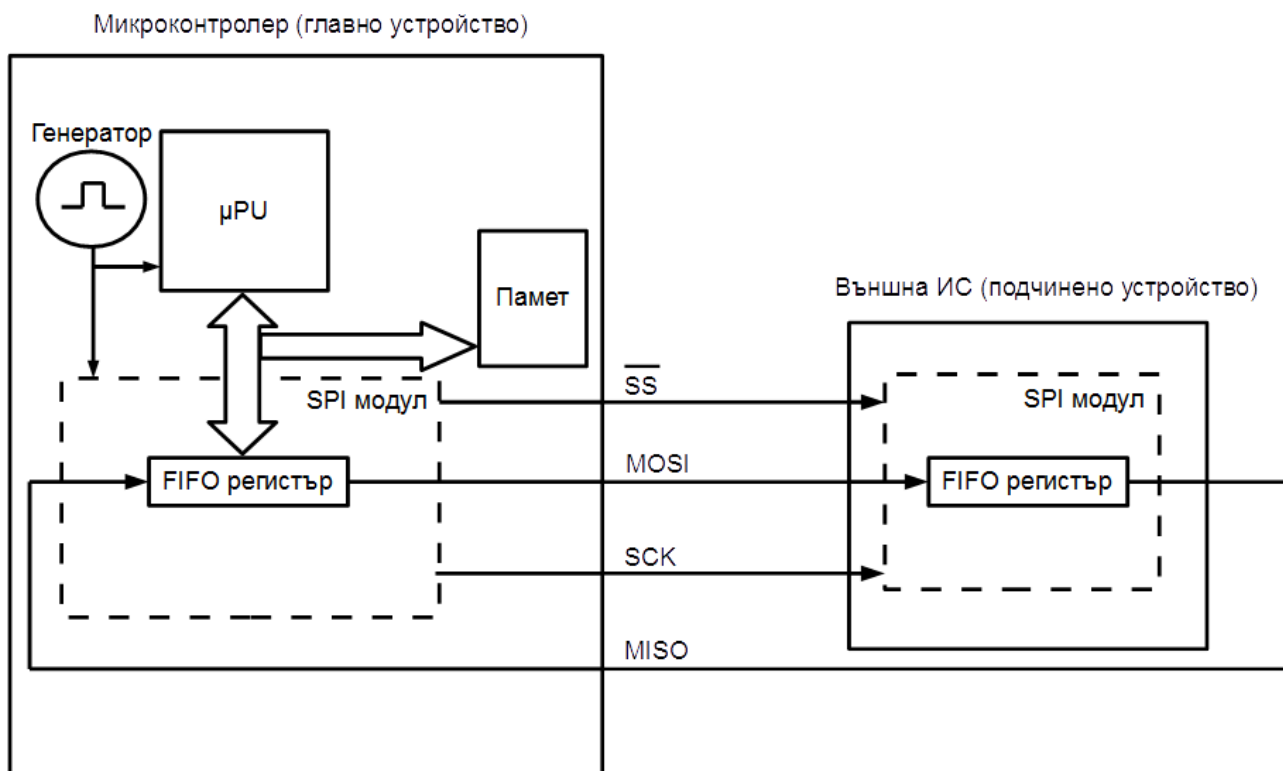 Микроконтролер (главно устройство)
Генератор
μPU
Памет
Външна ИС (подчинено устройство)
SS
SPI модул
SPI модул
MOSI
FIFO регистър
FIFO регистър
SCK
MISO